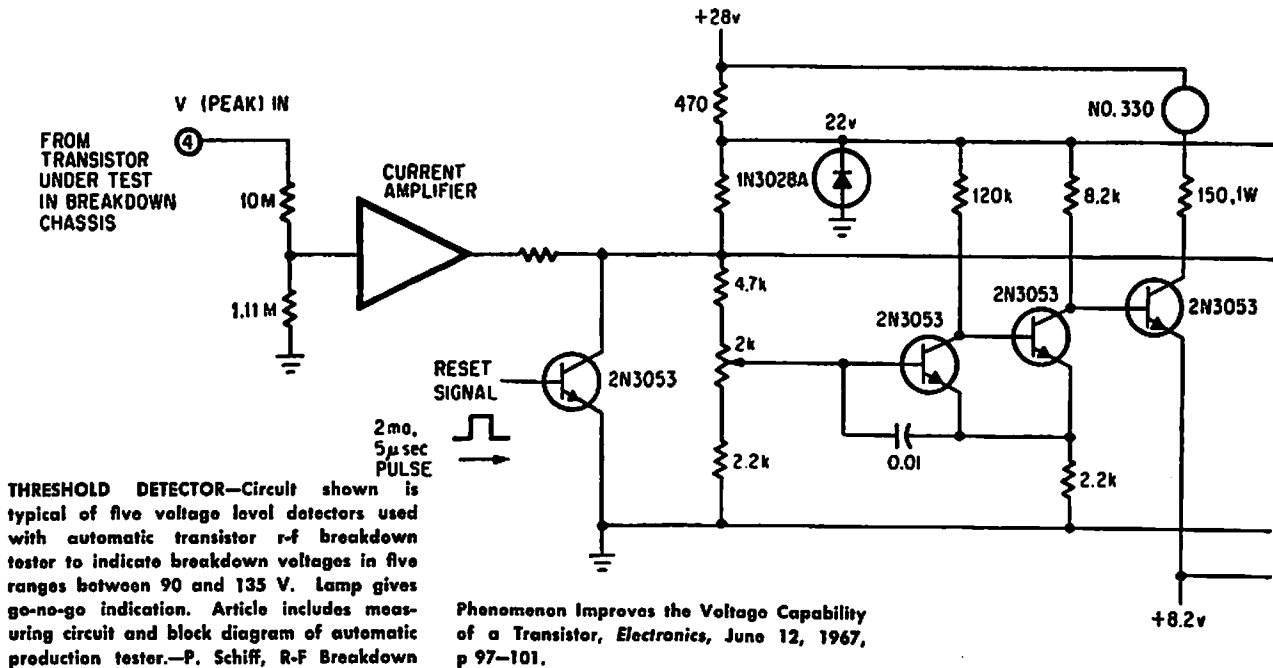 +28v
V (PEAK) IN
4
FROM
TRANSISTOR
UNDER TEST
IN BREAKDOWN
CHASSIS
10M
1.11M
CURRENT
AMPLIFIER
470
NO. 330
22v
1N3028A
120k
8.2k
150,1W
4.7k
2N3053
2N3053
2N3053
2k
RESET
SIGNAL
2N3053
2ma,
5μsec
PULSE
0.01
2.2k
2.2k
+8.2v
THRESHOLD DETECTOR—Circuit shown is
typical of five voltage level detectors used
with automatic transistor r-f breakdown
tester to indicate breakdown voltages in five
ranges between 90 and 135 V. Lamp gives
go-no-go indication. Article includes meas-
uring circuit and block diagram of automatic
production tester.—P. Schiff, R-F Breakdown
Phenomenon Improves the Voltage Capability
of a Transistor, Electronics, June 12, 1967,
p 97–101.